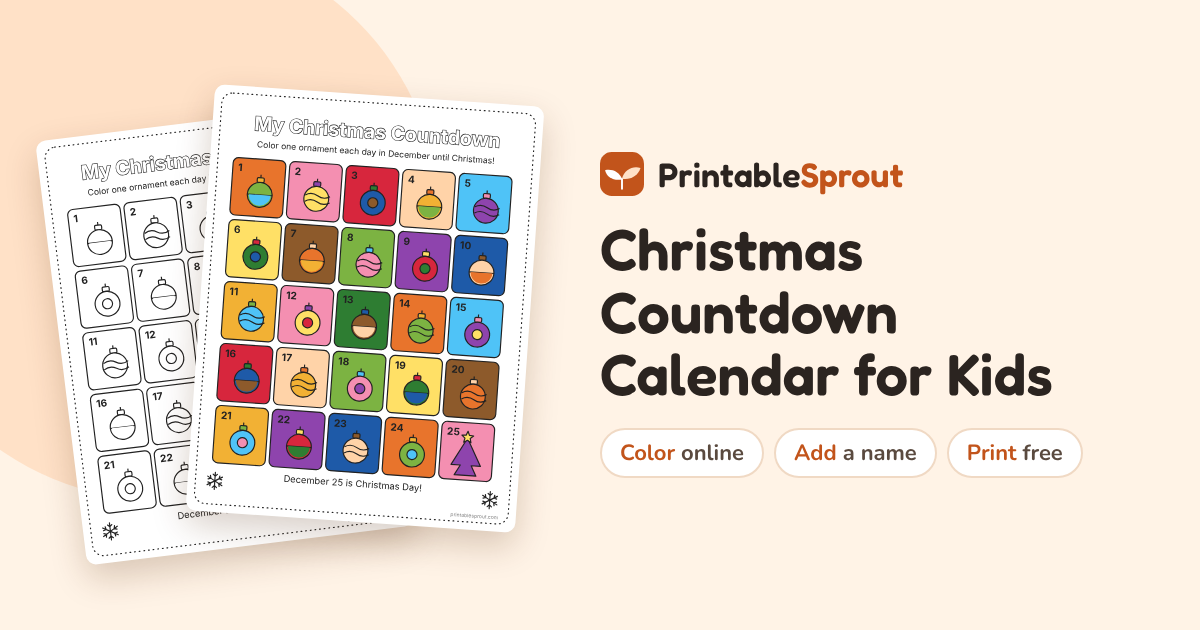 My Christmas
Color one ornament each day
1 2 3
6 7 8
11 12
16 17
21 22
Decemb
My Christmas Countdown
Color one ornament each day in December until Christmas!
1 2 3 4 5
6 7 8 9 10
11 12 13 14 15
16 17 18 19 20
21 22 23 24 25
December 25 is Christmas Day!
printablesprout.com
PrintableSprout
Christmas
Countdown
Calendar for Kids
Color online Add a name Print free